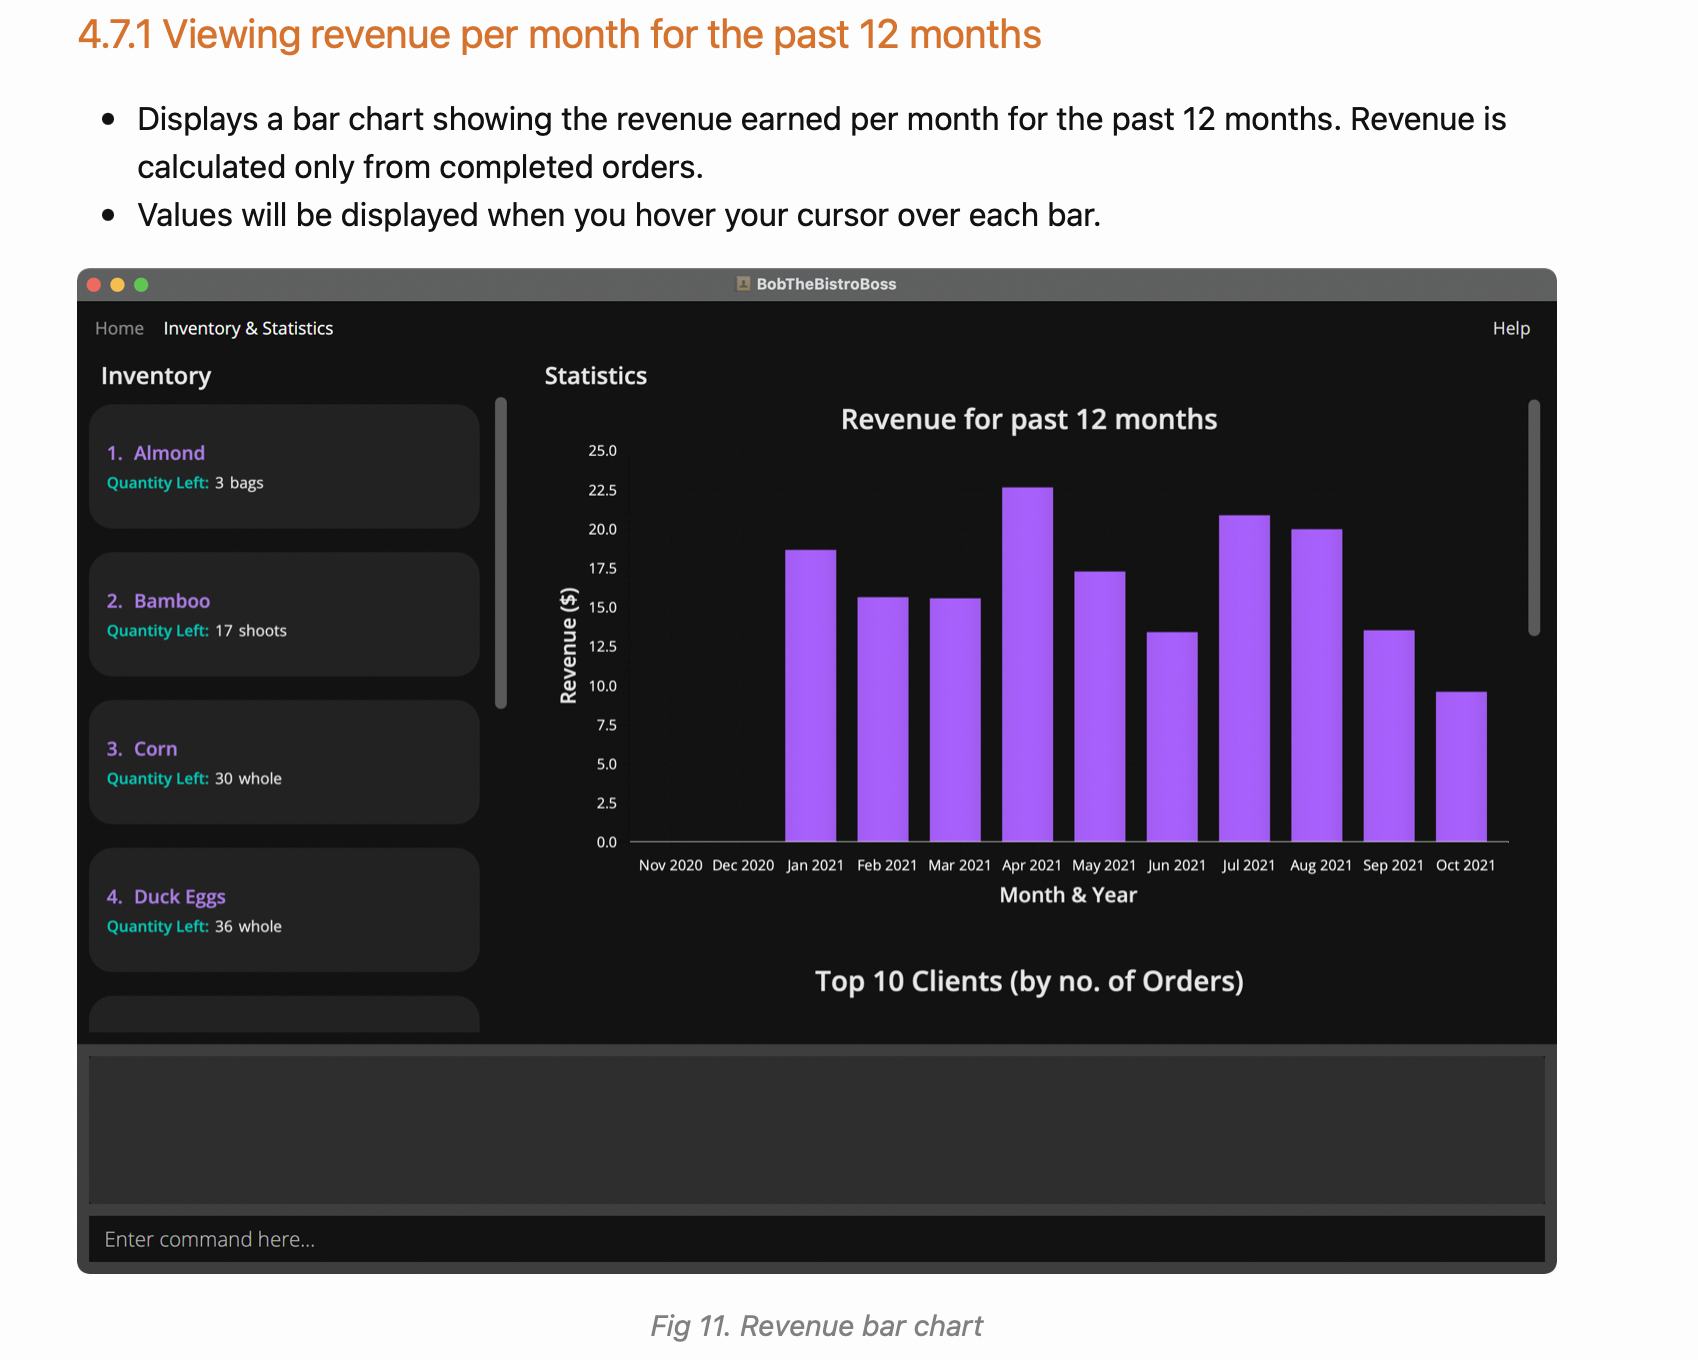 4.7.1 Viewing revenue per month for the past 12 months
Displays a bar chart showing the revenue earned per month for the past 12 months. Revenue is
calculated only from completed orders.
Values will be displayed when you hover your cursor over each bar.
BobTheBistroBoss
Home Inventory & Statistics Help
Inventory
1. Almond
Quantity Left: 3 bags
2. Bamboo
Quantity Left: 17 shoots
3. Corn
Quantity Left: 30 whole
4. Duck Eggs
Quantity Left: 36 whole
Statistics
Revenue for past 12 months
Revenue ($)
25.0
22.5
20.0
17.5
15.0
12.5
10.0
7.5
5.0
2.5
0.0
Nov 2020 Dec 2020 Jan 2021 Feb 2021 Mar 2021 Apr 2021 May 2021 Jun 2021 Jul 2021 Aug 2021 Sep 2021 Oct 2021
Month & Year
Top 10 Clients (by no. of Orders)
Enter command here...
Fig 11. Revenue bar chart